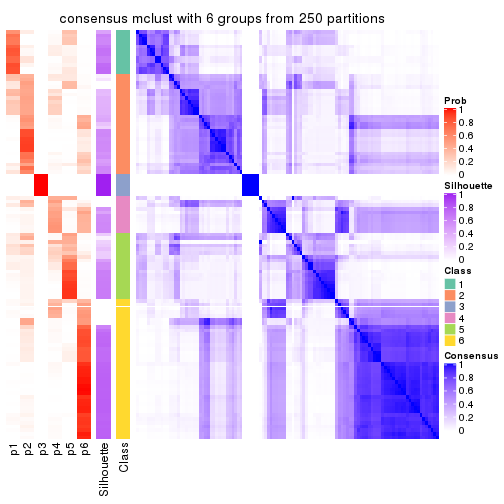 consensus mclust with 6 groups from 250 partitions
Prob
1
0.8
0.6
0.4
0.2
0
Silhouette
1
0.8
0.6
0.4
0.2
0
Class
1
2
3
4
5
6
Consensus
1
0.8
0.6
0.4
0.2
0
p1
p2
p3
p4
p5
p6
Silhouette
Class